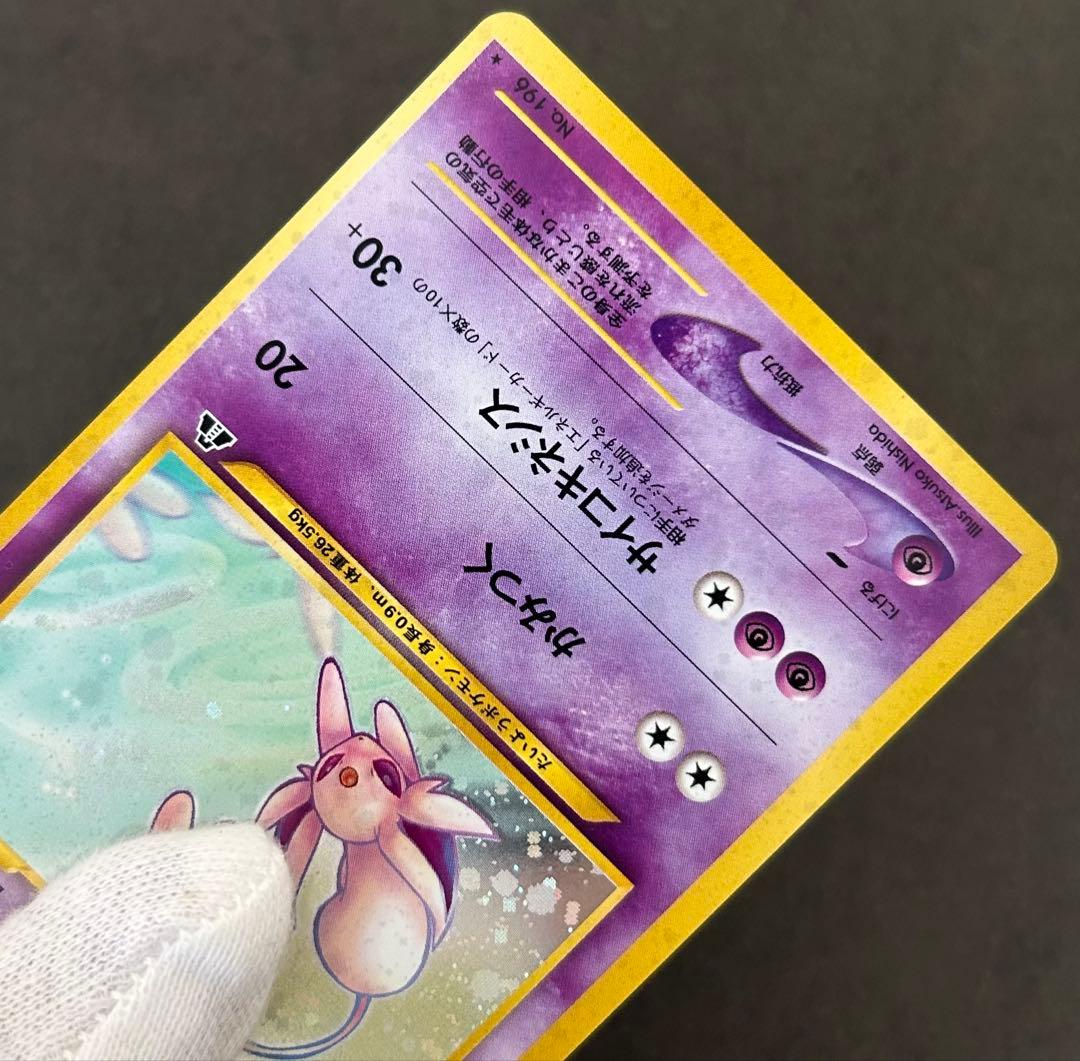 たいようポケモン：身長0.9m、体重26.5kg
かみつく 20
サイコキネシス 30+
相手についている「エネルギーカード」の数×10の
ダメージを追加する。
弱点
抵抗力
にげる
全身のこまかな体毛で空気の
流れを感じとり、相手の行動
を予測する。
Illus.Atsuko Nishida
No. 196 ★